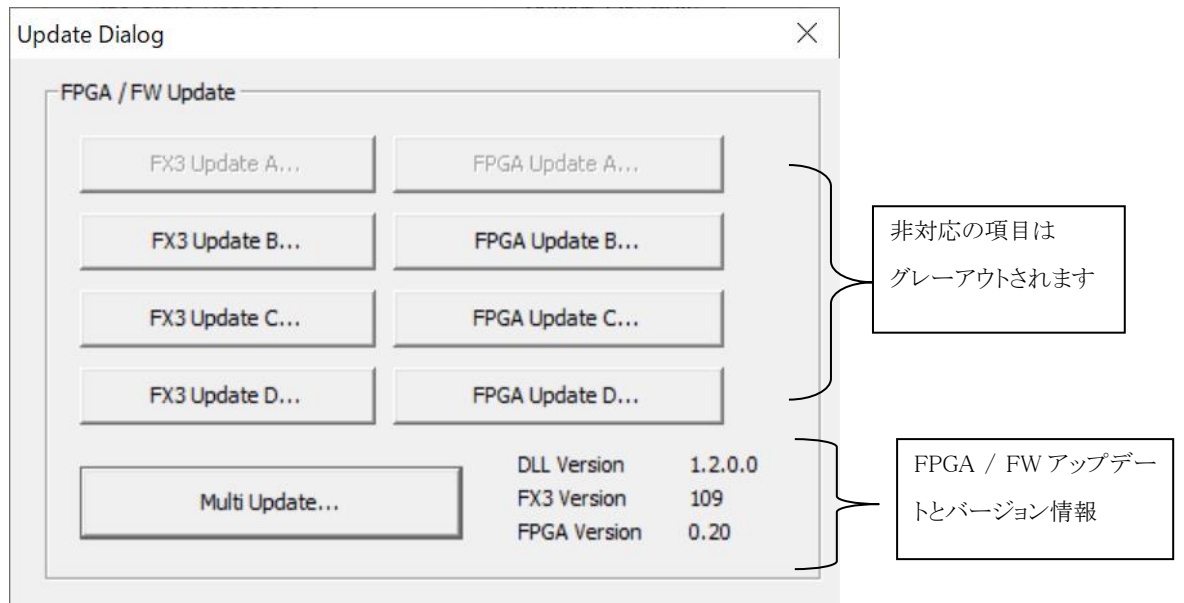 Update Dialog
FPGA / FW Update
FX3 Update A... FPGA Update A...
FX3 Update B... FPGA Update B...
FX3 Update C... FPGA Update C...
FX3 Update D... FPGA Update D...
非対応の項目は
グレーアウトされます
Multi Update...
DLL Version 1.2.0.0
FX3 Version 109
FPGA Version 0.20
FPGA / FW アップデー
トとバージョン情報